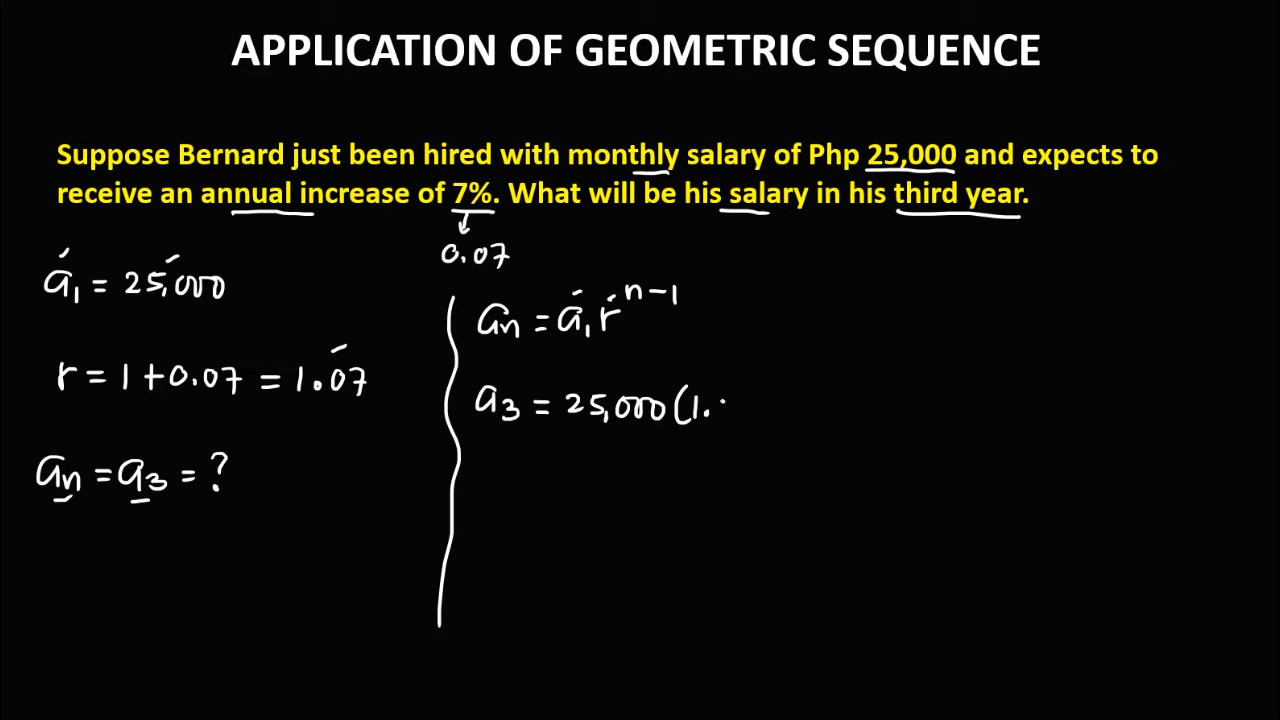 APPLICATION OF GEOMETRIC SEQUENCE
Suppose Bernard just been hired with monthly salary of Php 25,000 and expects to
receive an annual increase of 7%. What will be his salary in his third year.
0.07
a₁ = 25,000
r = 1 + 0.07 = 1.07
aₙ = a₃ = ?
aₙ = a₁ rⁿ⁻¹
a₃ = 25,000 (1.